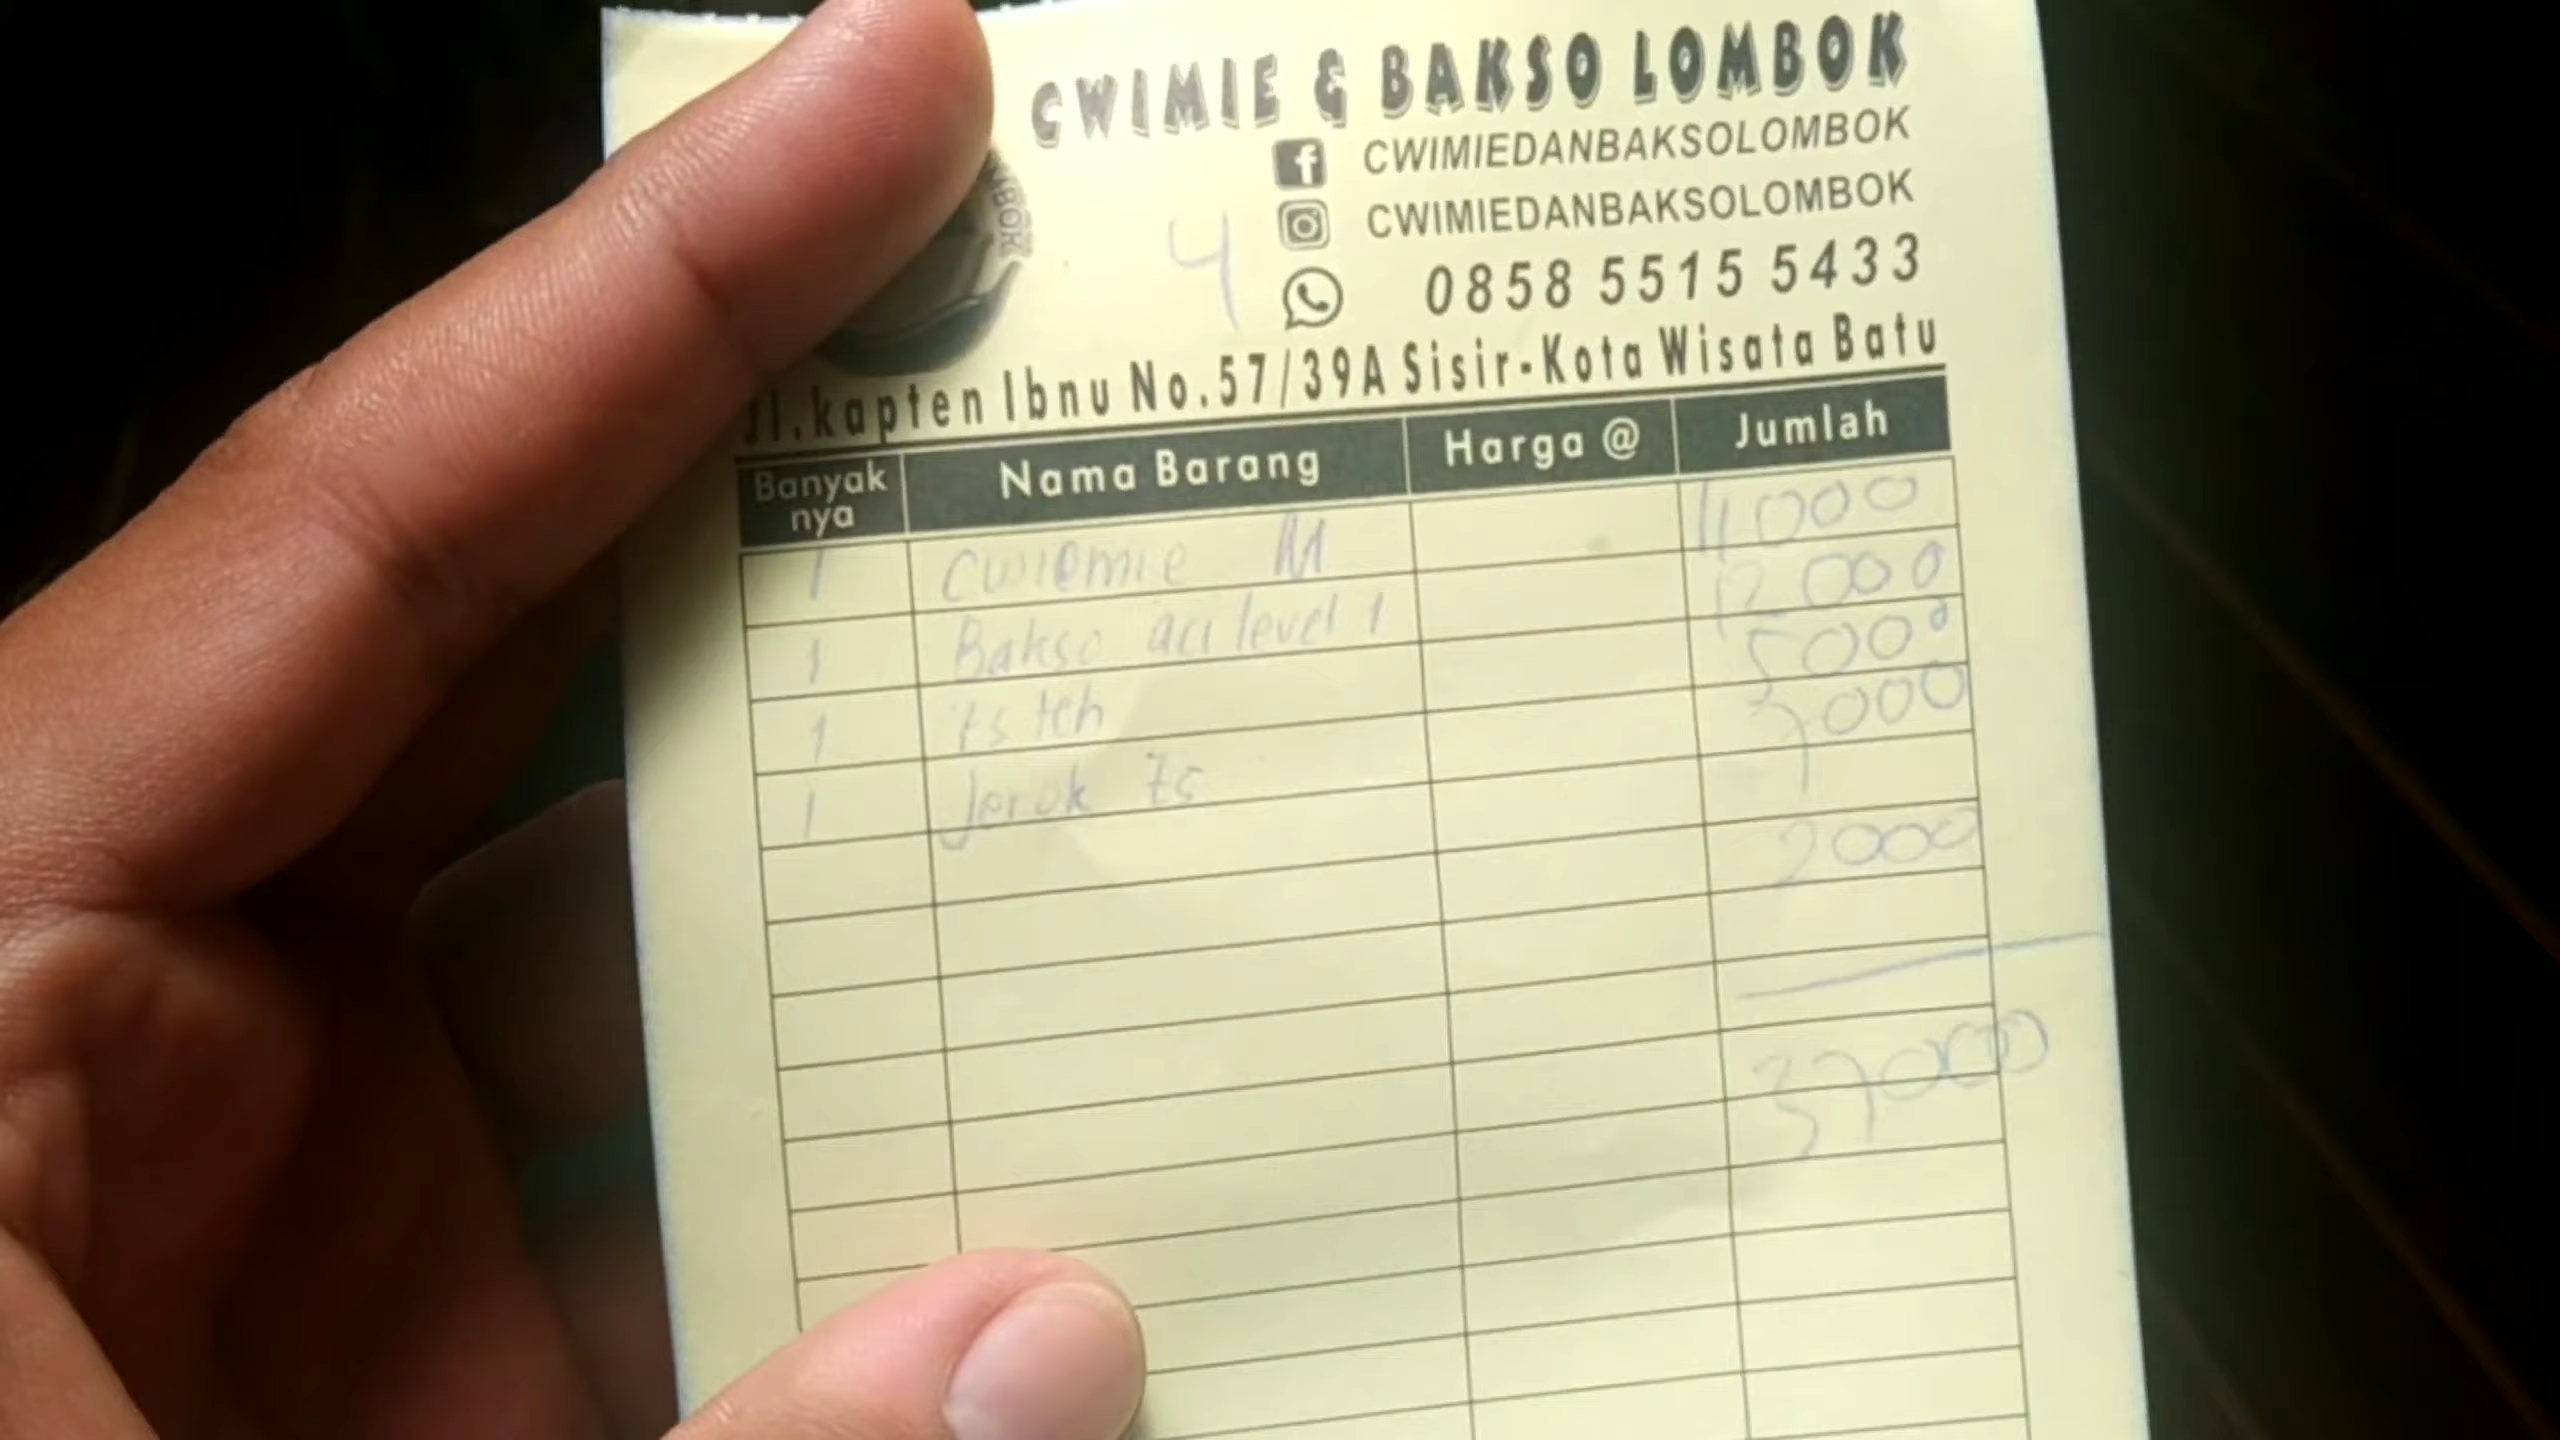 CWIMIE & BAKSO LOMBOK
CWIMIEDANBAKSOLOMBOK
CWIMIEDANBAKSOLOMBOK
4
0858 5515 5433
Jl.kapten Ibnu No.57/39A Sisir-Kota Wisata Batu
Banyak nya Nama Barang Harga @ Jumlah
1 Cwiemie M 11000
1 Bakso aci level 1 12000
1 Es teh 5000
1 Jeruk Es 7000
2000
37000